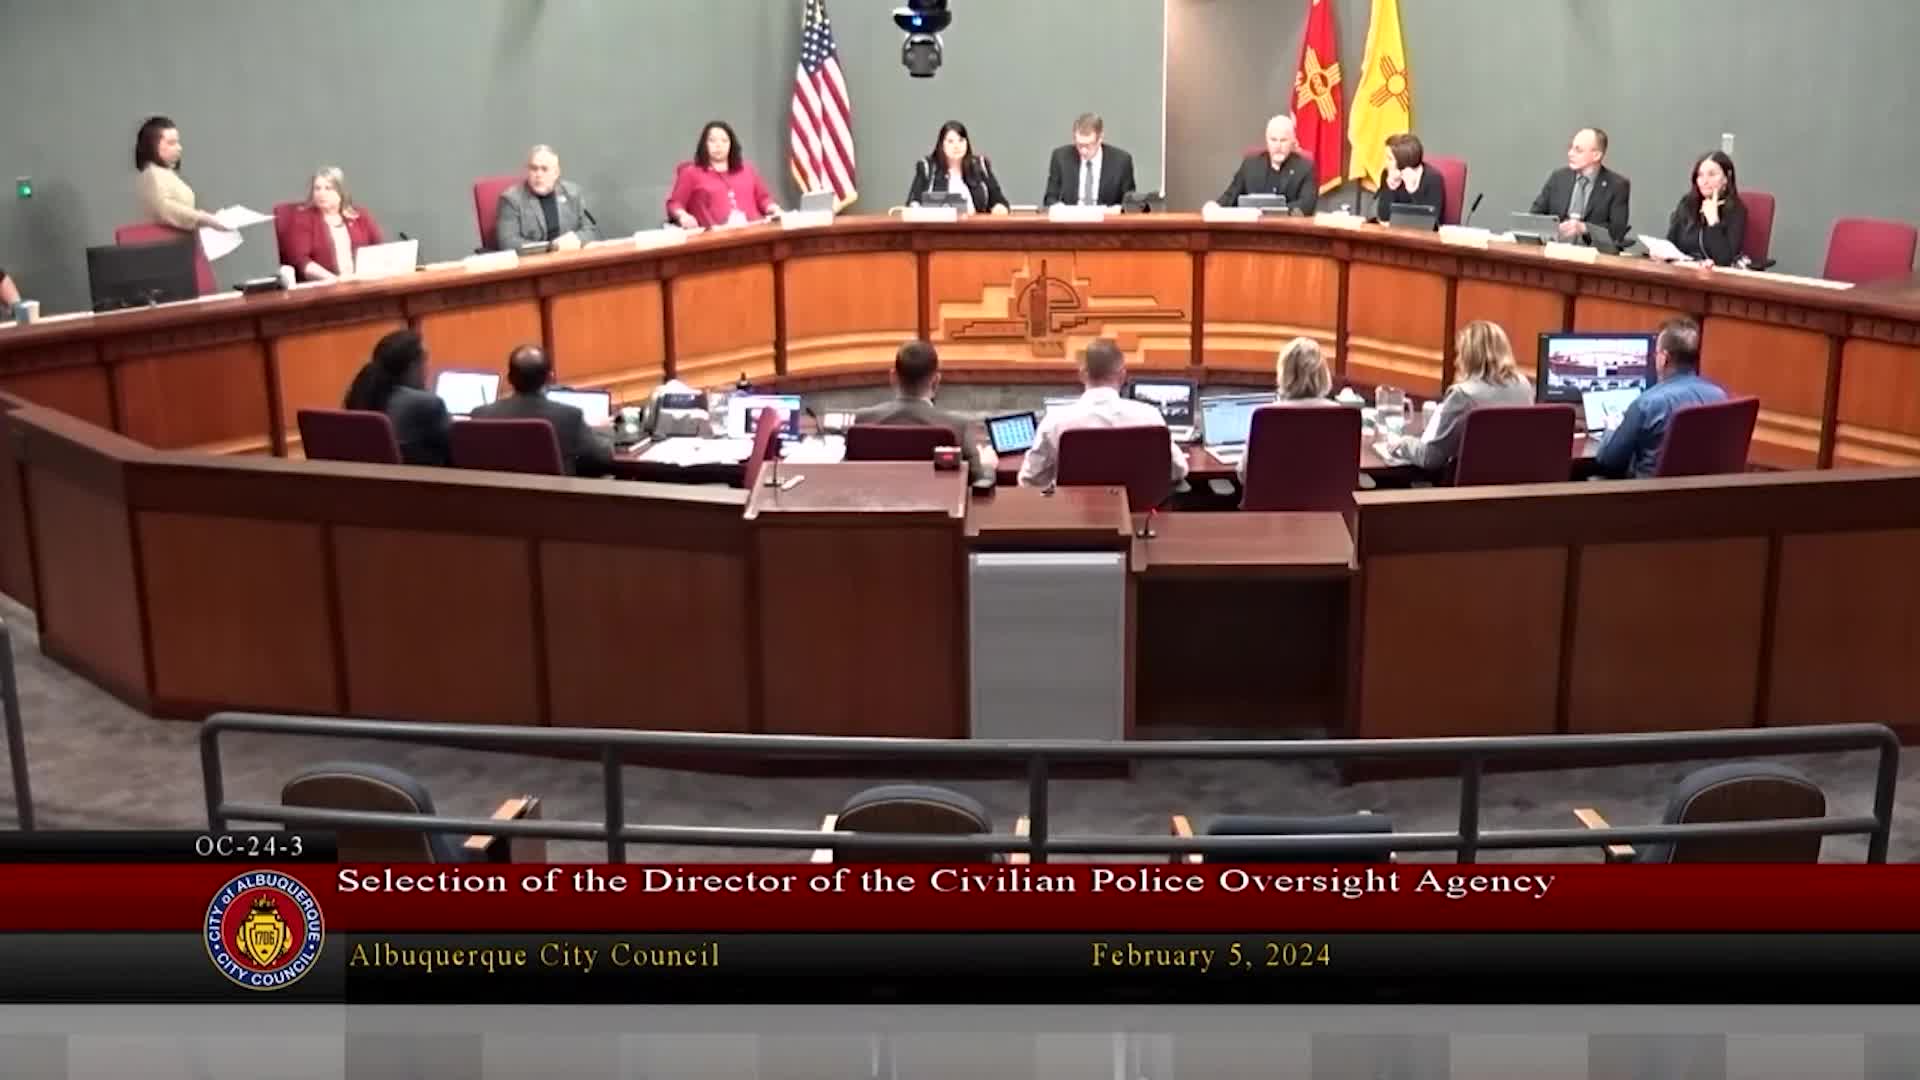 OC-24-3
Selection of the Director of the Civilian Police Oversight Agency
CITY of ALBUQUERQUE
1706
CITY COUNCIL
Albuquerque City Council
February 5, 2024